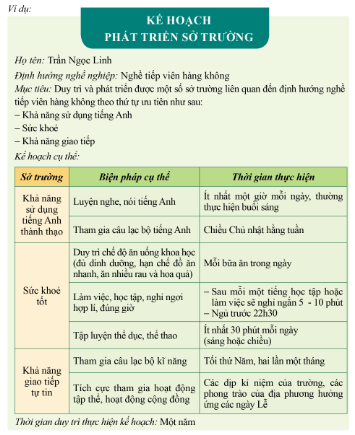 Ví dụ:
KẾ HOẠCH
PHÁT TRIỂN SỞ TRƯỜNG
Họ tên: Trần Ngọc Linh
Định hướng nghề nghiệp: Nghề tiếp viên hàng không
Mục tiêu: Duy trì và phát triển được một số sở trường liên quan đến định hướng nghề
tiếp viên hàng không theo thứ tự ưu tiên như sau:
– Khả năng sử dụng tiếng Anh
– Sức khoẻ
– Khả năng giao tiếp
Kế hoạch cụ thể:
Sở trường
Biện pháp cụ thể
Thời gian thực hiện
Khả năng
sử dụng
tiếng Anh
thành thạo
Luyện nghe, nói tiếng Anh
Ít nhất một giờ mỗi ngày, thường
thực hiện buổi sáng
Tham gia câu lạc bộ tiếng Anh
Chiều Chủ nhật hằng tuần
Sức khoẻ
tốt
Duy trì chế độ ăn uống khoa học
(đủ dinh dưỡng, hạn chế đồ ăn
nhanh, ăn nhiều rau và hoa quả)
Mỗi bữa ăn trong ngày
Làm việc, học tập, nghỉ ngơi
hợp lí, đúng giờ
– Sau mỗi một tiếng học tập hoặc
làm việc sẽ nghỉ ngắn 5 - 10 phút
– Ngủ trước 22h30
Tập luyện thể dục, thể thao
Ít nhất 30 phút mỗi ngày
(sáng hoặc chiều)
Khả năng
giao tiếp
tự tin
Tham gia câu lạc bộ kĩ năng
Tối thứ Năm, hai lần một tháng
Tích cực tham gia hoạt động
tập thể, hoạt động cộng đồng
Các dịp kỉ niệm của trường, các
phong trào của địa phương hưởng
ứng các ngày Lễ
Thời gian duy trì thực hiện kế hoạch: Một năm